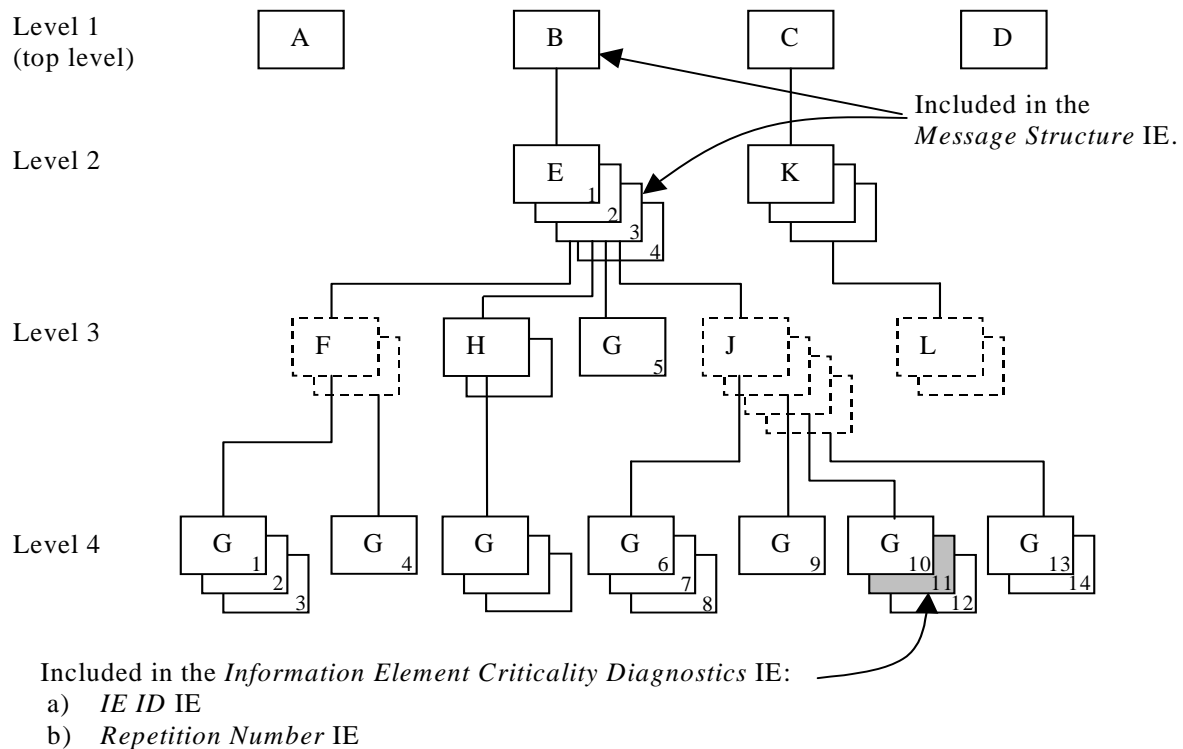 Level 1
(top level)
A
B
C
D
Included in the
Message Structure IE.
Level 2
E
1
2
3
4
K
Level 3
F
H
G
5
J
L
Level 4
G
1
2
3
G
4
G
G
6
7
8
G
9
G
10
11
12
G
13
14
Included in the Information Element Criticality Diagnostics IE:
a) IE ID IE
b) Repetition Number IE